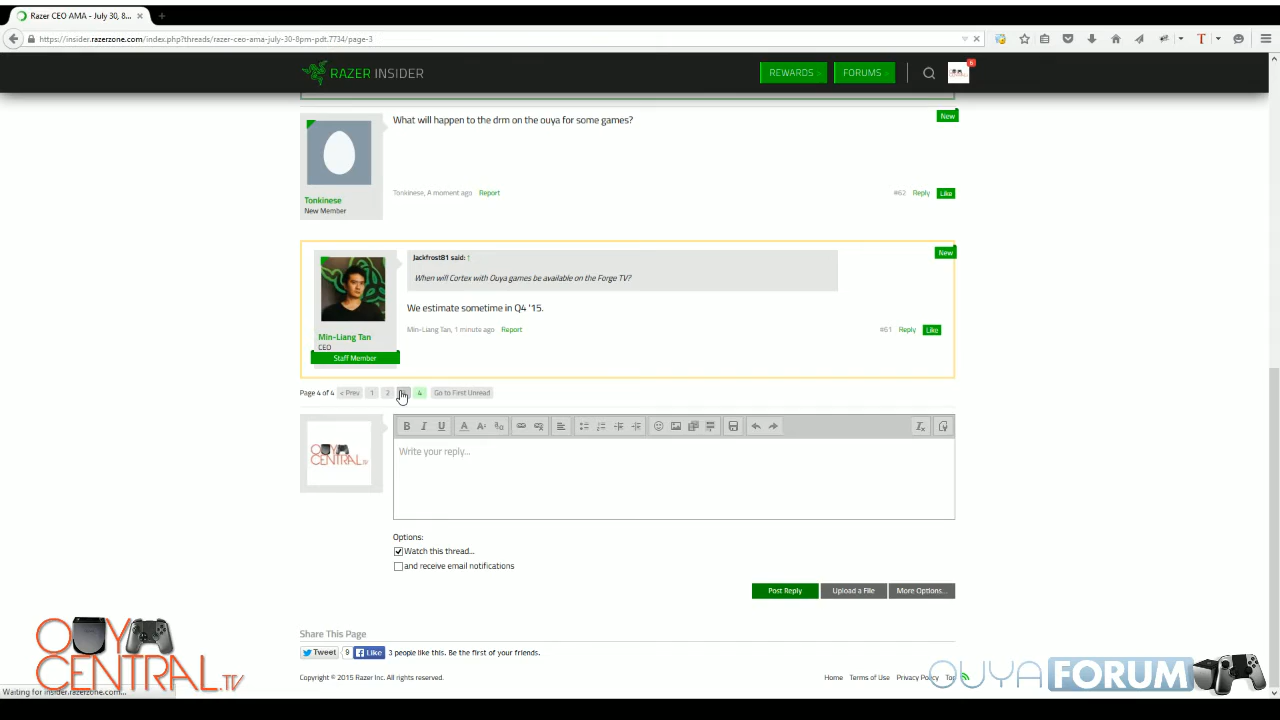 Razer CEO AMA - July 30, 8...
https://insider.razerzone.com/index.php?threads/razer-ceo-ama-july-30-8pm-pdt.7734/page-3
RAZER INSIDER
REWARDS
FORUMS
6
What will happen to the drm on the ouya for some games?
New
Tonkinese
New Member
Tonkinese, A moment ago Report
#62 Reply Like
Jackfrost81 said: ↑
New
When will Cortex with Ouya games be available on the Forge TV?
We estimate sometime in Q4 '15.
Min-Liang Tan, 1 minute ago Report
#61 Reply Like
Min-Liang Tan
CEO
Staff Member
Page 4 of 4 < Prev 1 2 4 Go to First Unread
B I U
Write your reply...
OUYA CENTRAL.TV
Options:
Watch this thread...
and receive email notifications
Post Reply Upload a File More Options...
Share This Page
Tweet 9 Like 3 people like this. Be the first of your friends.
Copyright © 2015 Razer Inc. All rights reserved.
Home Terms of Use Privacy Policy Top
OUYA
CENTRAL.TV
OUYA FORUM
Waiting for insider.razerzone.com...